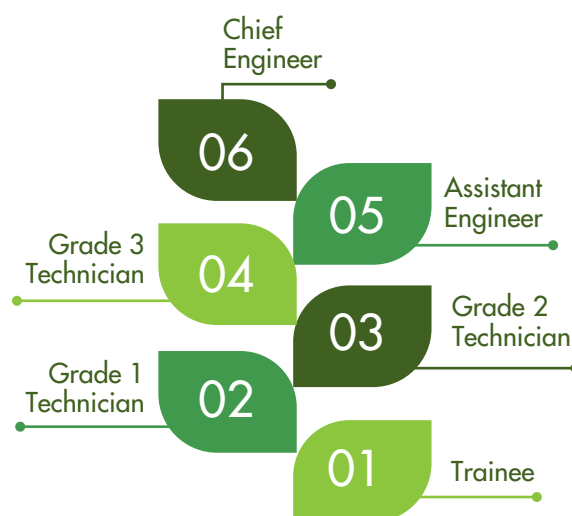 Chief
Engineer
06
05
Assistant
Engineer
Grade 3
Technician
04
03
Grade 2
Technician
Grade 1
Technician
02
01
Trainee